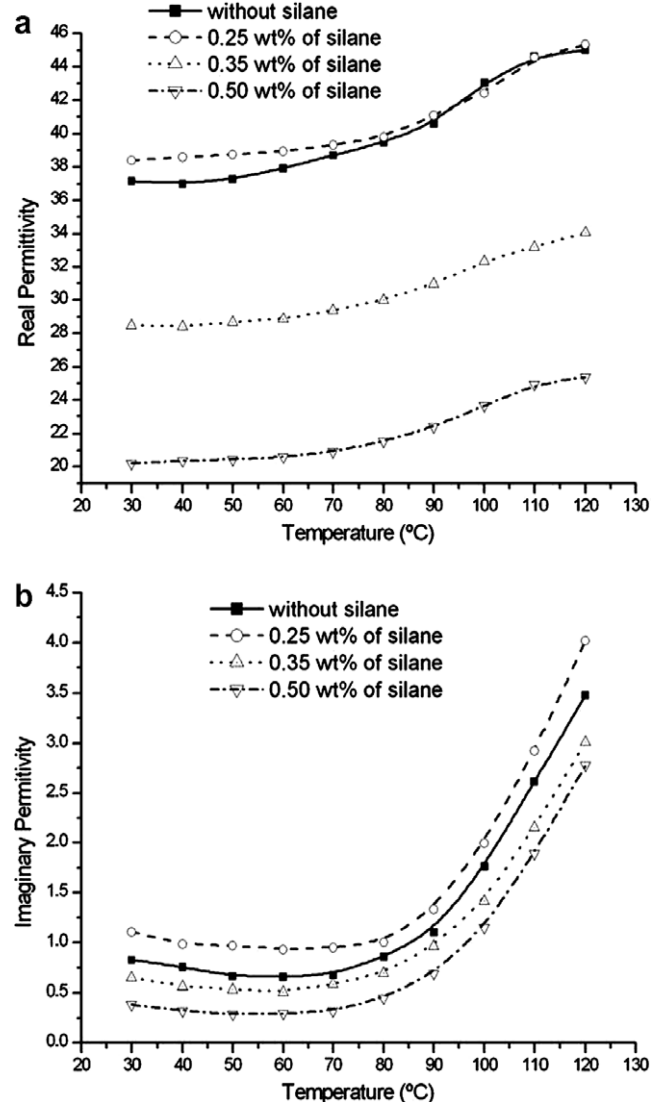 a
without silane
0.25 wt% of silane
0.35 wt% of silane
0.50 wt% of silane
46
44
42
40
38
36
34
32
30
28
26
24
22
20
Real Permittivity
20 30 40 50 60 70 80 90 100 110 120 130
Temperature (ºC)
b
without silane
0.25 wt% of silane
0.35 wt% of silane
0.50 wt% of silane
4.5
4.0
3.5
3.0
2.5
2.0
1.5
1.0
0.5
0.0
Imaginary Permitivity
20 30 40 50 60 70 80 90 100 110 120 130
Temperature (ºC)